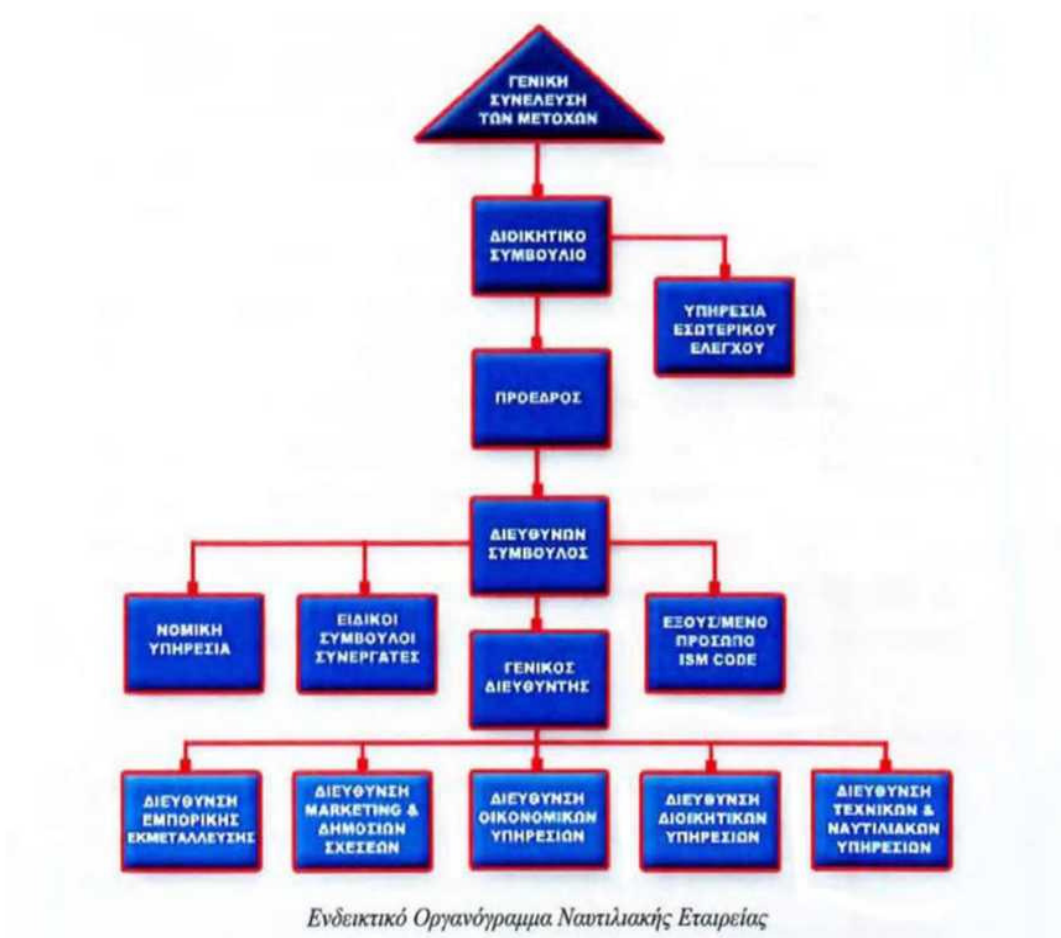 ΓΕΝΙΚΗ
ΣΥΝΕΛΕΥΣΗ
ΤΩΝ ΜΕΤΟΧΩΝ
ΔΙΟΙΚΗΤΙΚΟ
ΣΥΜΒΟΥΛΙΟ
ΥΠΗΡΕΣΙΑ
ΕΣΩΤΕΡΙΚΟΥ
ΕΛΕΓΧΟΥ
ΠΡΟΕΔΡΟΣ
ΔΙΕΥΘΥΝΩΝ
ΣΥΜΒΟΥΛΟΣ
ΝΟΜΙΚΗ
ΥΠΗΡΕΣΙΑ
ΕΙΔΙΚΟΙ
ΣΥΜΒΟΥΛΟΙ
ΣΥΝΕΡΓΑΤΕΣ
ΕΞΟΥΣ/ΜΕΝΟ
ΠΡΟΣΩΠΟ
ISM CODE
ΓΕΝΙΚΟΣ
ΔΙΕΥΘΥΝΤΗΣ
ΔΙΕΥΘΥΝΣΗ
ΕΜΠΟΡΙΚΗΣ
ΕΚΜΕΤΑΛΛΕΥΣΗΣ
ΔΙΕΥΘΥΝΣΗ
MARKETING &
ΔΗΜΟΣΙΩΝ
ΣΧΕΣΕΩΝ
ΔΙΕΥΘΥΝΣΗ
ΟΙΚΟΝΟΜΙΚΩΝ
ΥΠΗΡΕΣΙΩΝ
ΔΙΕΥΘΥΝΣΗ
ΔΙΟΙΚΗΤΙΚΩΝ
ΥΠΗΡΕΣΙΩΝ
ΔΙΕΥΘΥΝΣΗ
ΤΕΧΝΙΚΩΝ &
ΝΑΥΤΙΛΙΑΚΩΝ
ΥΠΗΡΕΣΙΩΝ
Ενδεικτικό Οργανόγραμμα Ναυτιλιακής Εταιρείας